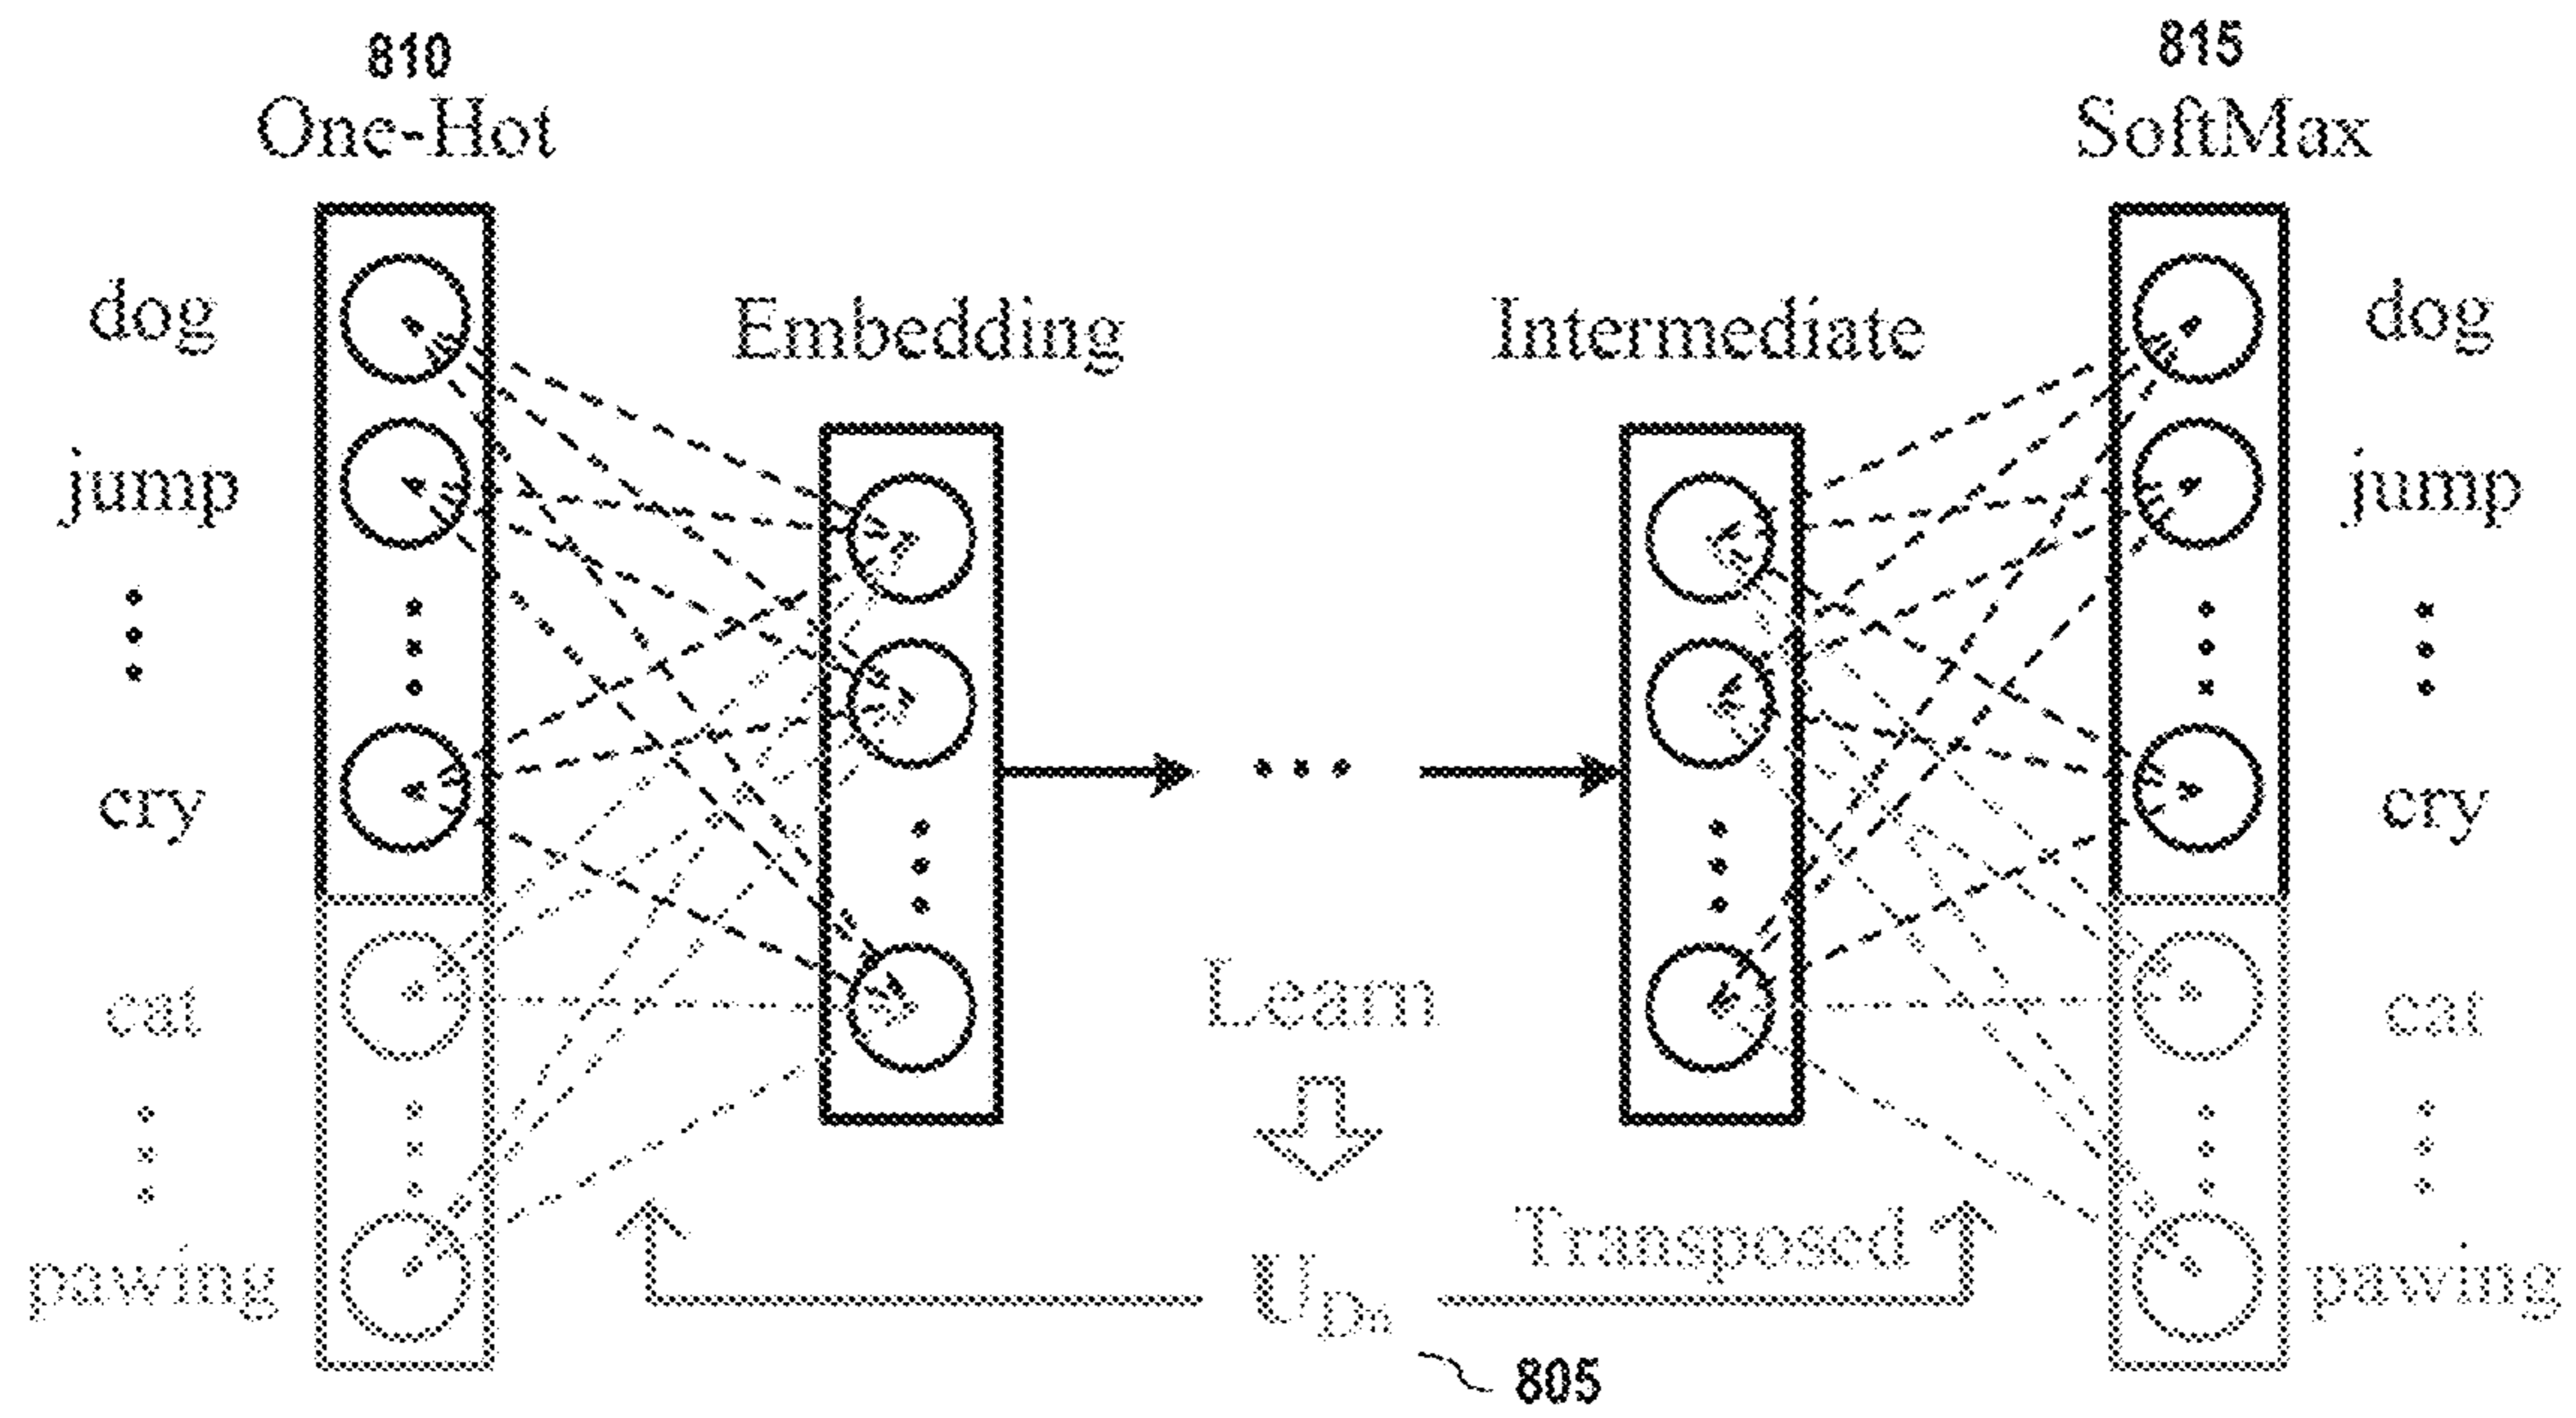 810
One-Hot
815
SoftMax
dog
jump
cry
cat
pawing
Embedding
Intermediate
Learn
Transposed
U_Dn
805
dog
jump
cry
cat
pawing